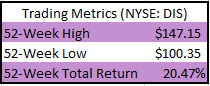 Trading Metrics (NYSE: DIS)
52-Week High $147.15
52-Week Low $100.35
52-Week Total Return 20.47%